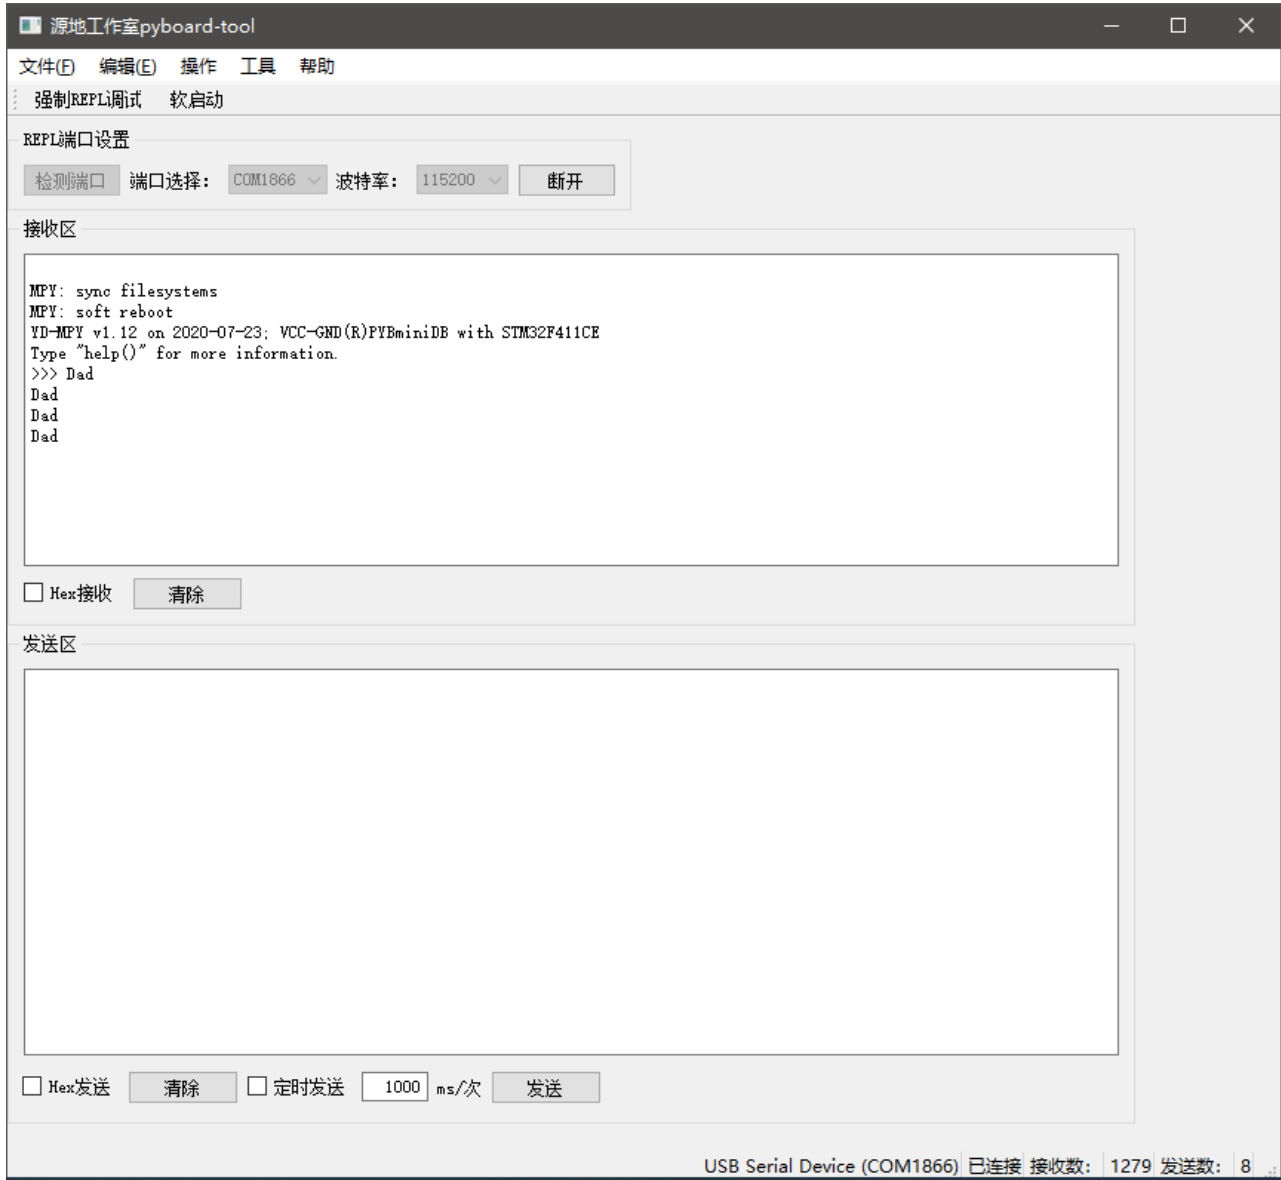 源地工作室pyboard-tool
文件(F) 编辑(E) 操作 工具 帮助
强制REPL调试 软启动
REPL端口设置
检测端口 端口选择： COM1866 波特率： 115200 断开
接收区
MPY: sync filesystems
MPY: soft reboot
YD-MPY v1.12 on 2020-07-23; VCC-GND(R)PYBminiDB with STM32F411CE
Type "help()" for more information.
>>> Dad
Dad
Dad
Dad
Hex接收 清除
发送区
Hex发送 清除 定时发送 1000 ms/次 发送
USB Serial Device (COM1866) 已连接 接收数： 1279 发送数： 8